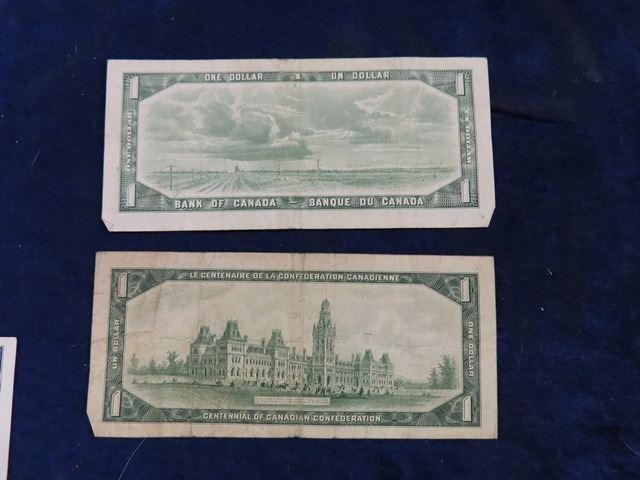 ONE DOLLAR 1 UN DOLLAR
1 1
ONE DOLLAR UN DOLLAR
1 1
BANK OF CANADA BANQUE DU CANADA
LE CENTENAIRE DE LA CONFEDERATION CANADIENNE
1 1
UN DOLLAR ONE DOLLAR
1 1
CENTENNIAL OF CANADIAN CONFEDERATION